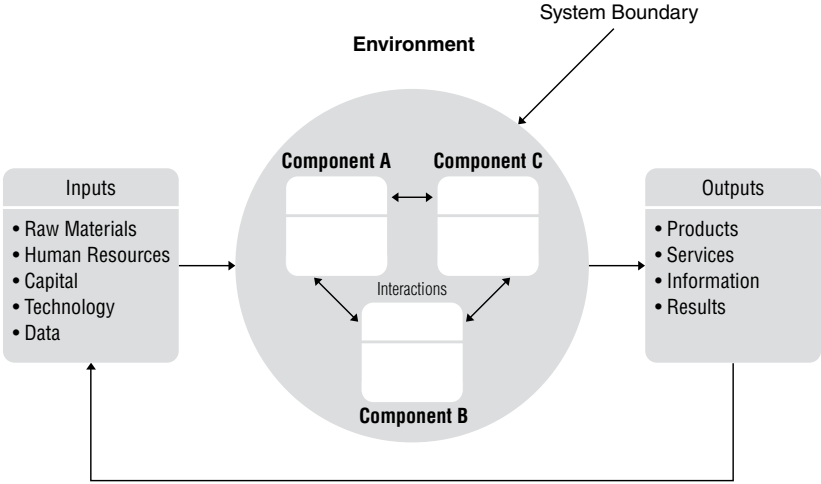 System Boundary
Environment
Component A
Component C
Inputs
• Raw Materials
• Human Resources
• Capital
• Technology
• Data
Interactions
Component B
Outputs
• Products
• Services
• Information
• Results